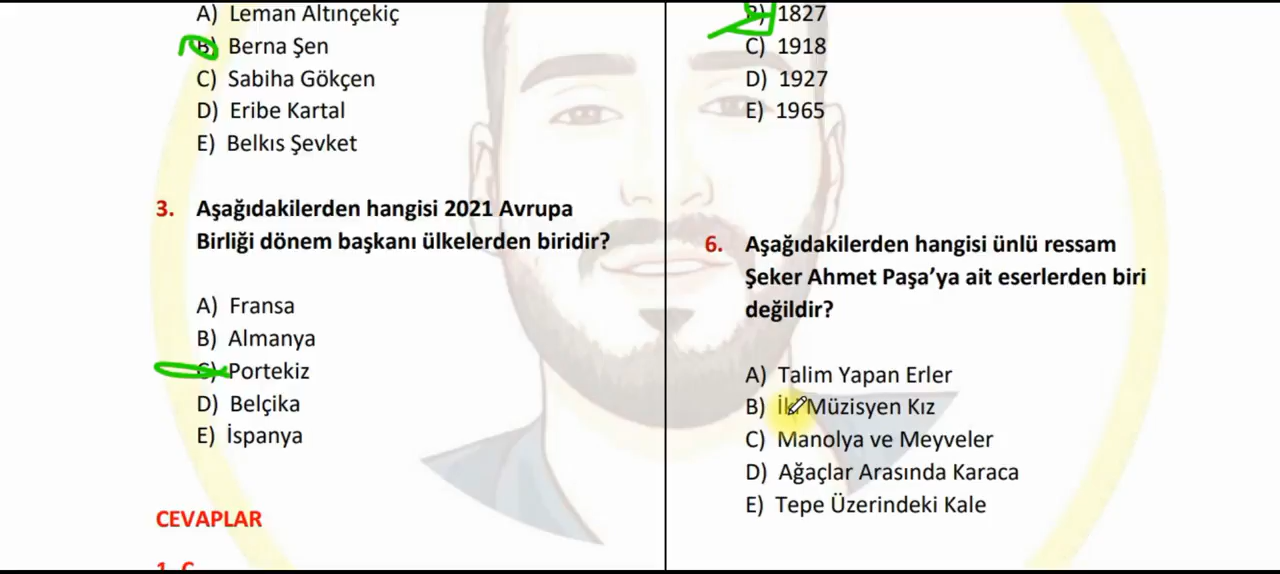 A) Leman Altınçekiç
B) Berna Şen
C) Sabiha Gökçen
D) Eribe Kartal
E) Belkıs Şevket
3. Aşağıdakilerden hangisi 2021 Avrupa
Birliği dönem başkanı ülkelerden biridir?
A) Fransa
B) Almanya
C) Portekiz
D) Belçika
E) İspanya
CEVAPLAR
1. C
B) 1827
C) 1918
D) 1927
E) 1965
6. Aşağıdakilerden hangisi ünlü ressam
Şeker Ahmet Paşa'ya ait eserlerden biri
değildir?
A) Talim Yapan Erler
B) İki Müzisyen Kız
C) Manolya ve Meyveler
D) Ağaçlar Arasında Karaca
E) Tepe Üzerindeki Kale